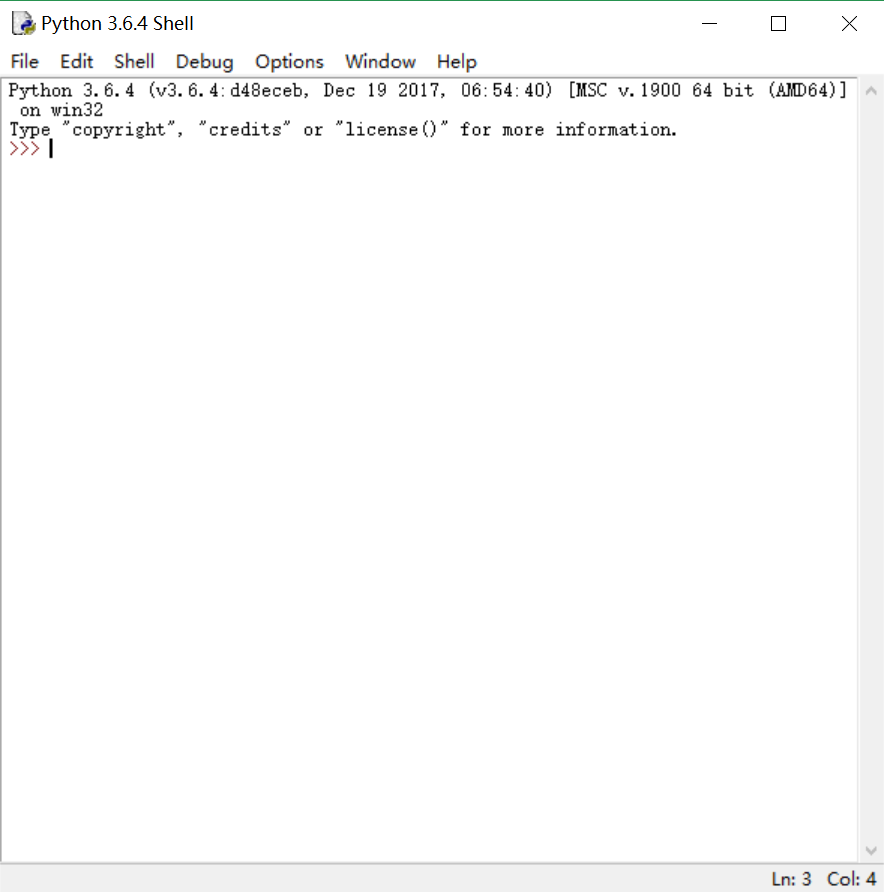 Python 3.6.4 Shell
File Edit Shell Debug Options Window Help
Python 3.6.4 (v3.6.4:d48eceb, Dec 19 2017, 06:54:40) [MSC v.1900 64 bit (AMD64)]
on win32
Type "copyright", "credits" or "license()" for more information.
>>>
Ln: 3 Col: 4